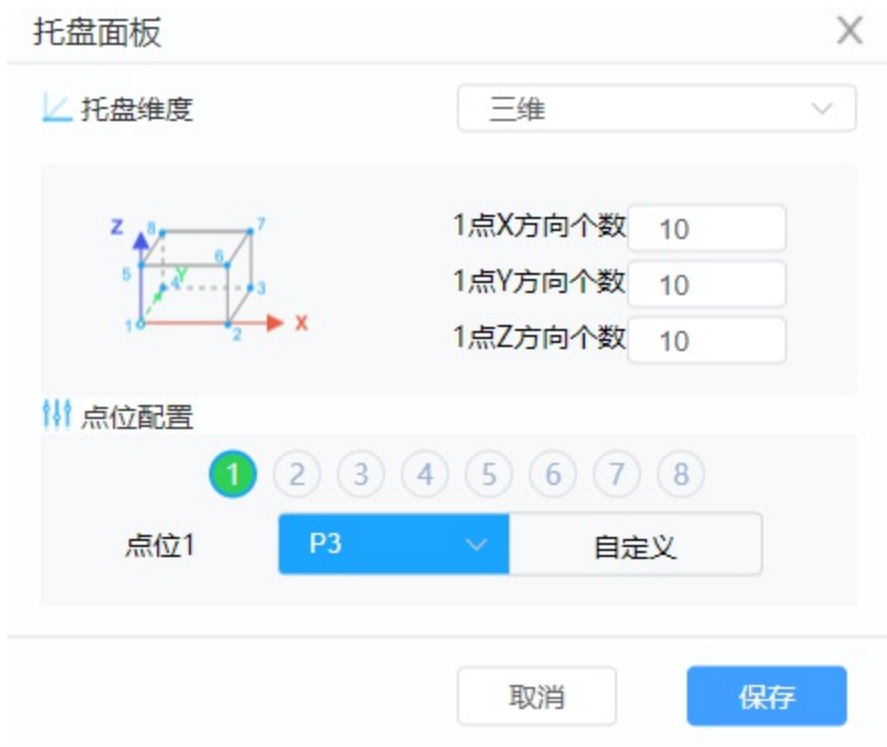 托盘面板 X
托盘维度 三维
Z 8 7
1点X方向个数 10
5 6 Y
1点Y方向个数 10
4 3
1 2 X
1点Z方向个数 10
点位配置
1 2 3 4 5 6 7 8
点位1 P3 自定义
取消 保存